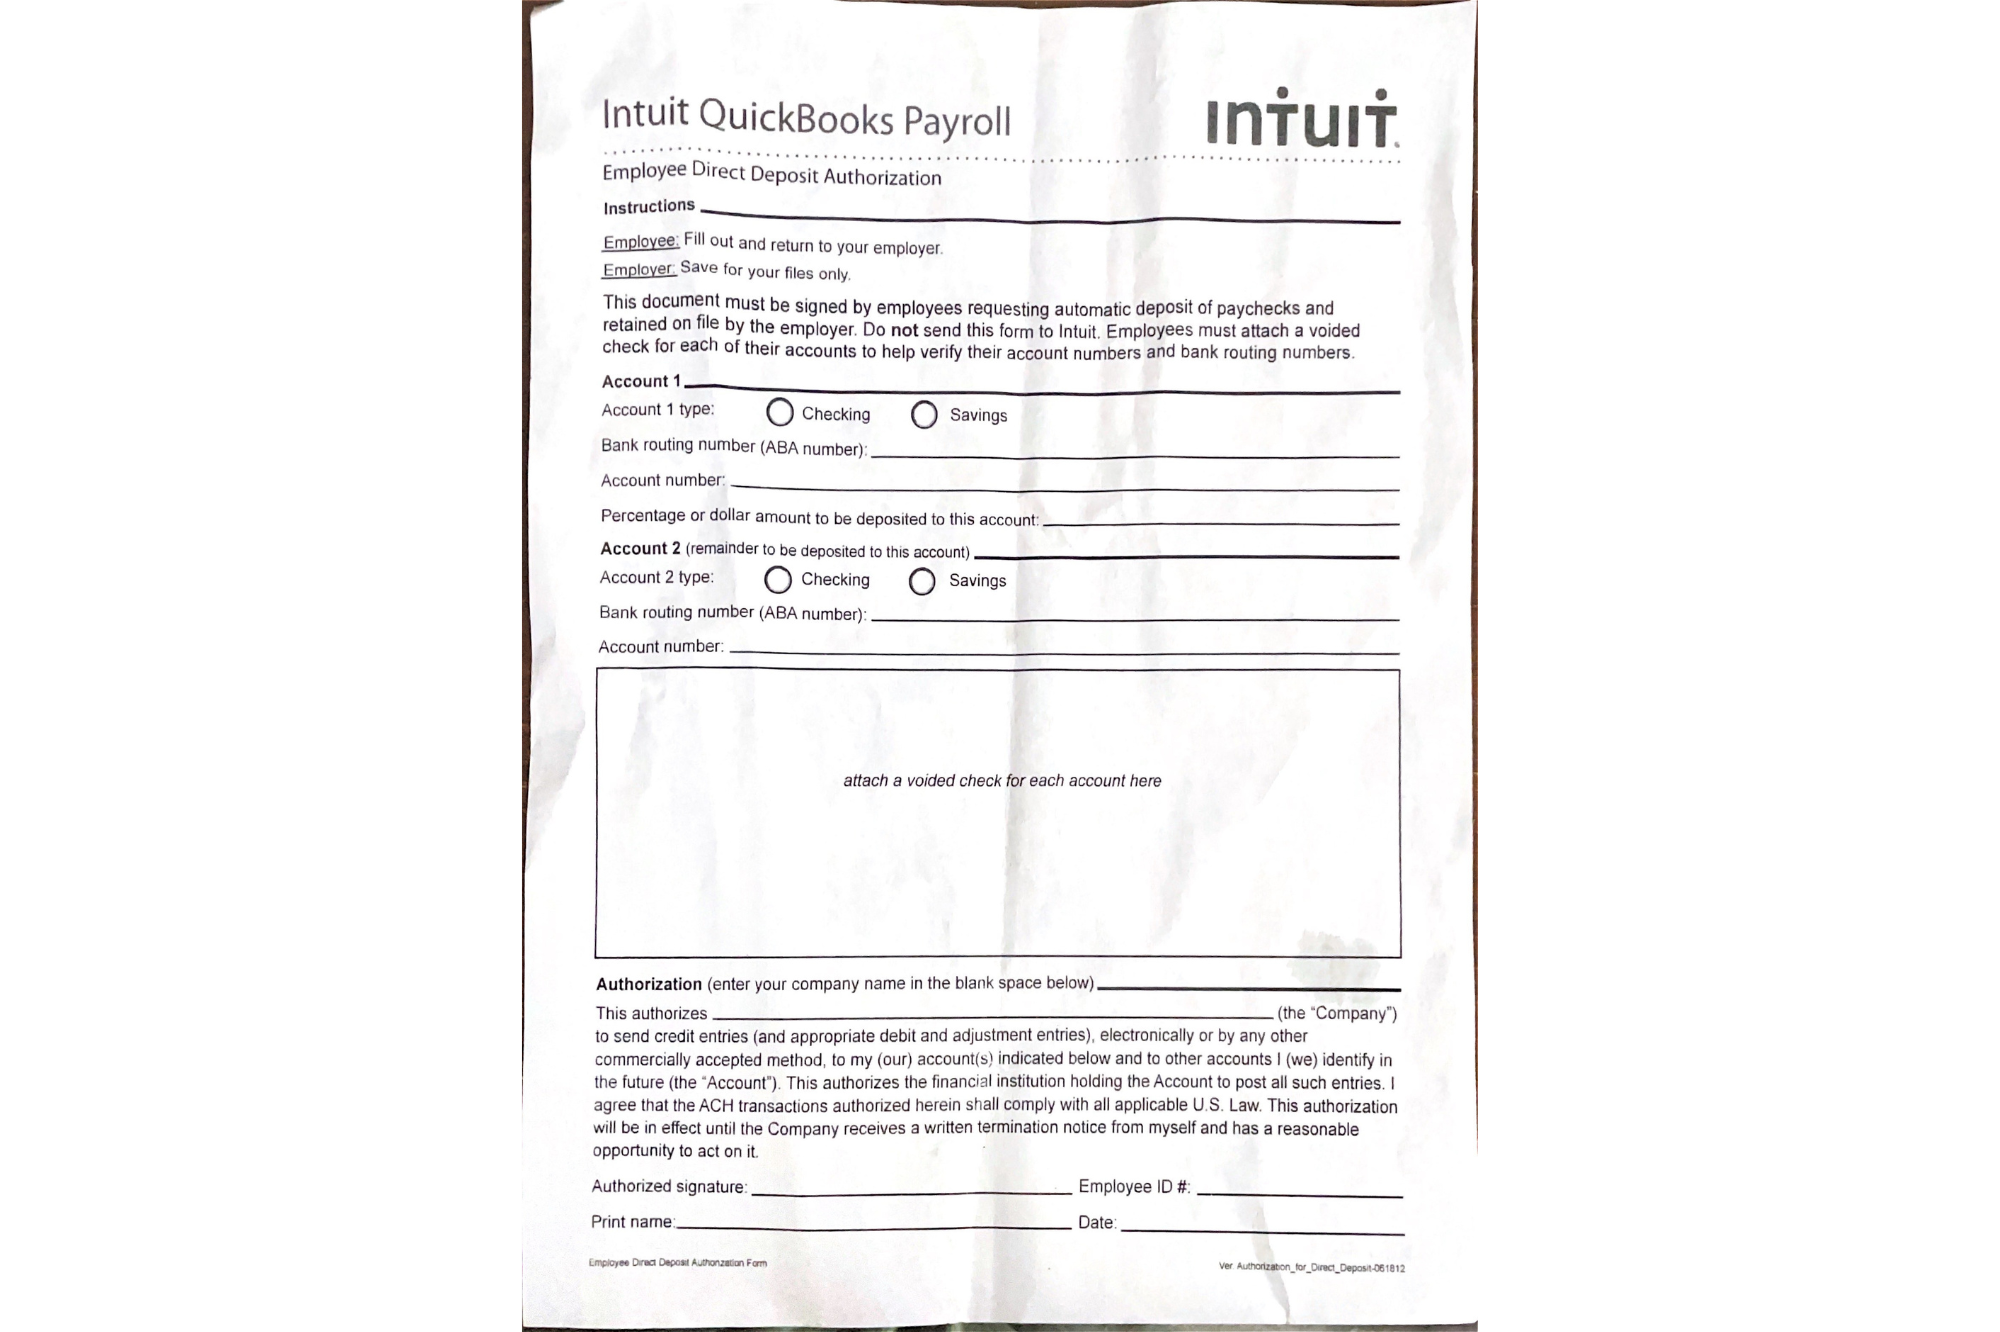 Intuit QuickBooks Payroll
ıntuıt.
Employee Direct Deposit Authorization
Instructions
Employee: Fill out and return to your employer.
Employer: Save for your files only.
This document must be signed by employees requesting automatic deposit of paychecks and
retained on file by the employer. Do not send this form to Intuit. Employees must attach a voided
check for each of their accounts to help verify their account numbers and bank routing numbers.
Account 1
Account 1 type: Checking Savings
Bank routing number (ABA number):
Account number:
Percentage or dollar amount to be deposited to this account:
Account 2 (remainder to be deposited to this account)
Account 2 type: Checking Savings
Bank routing number (ABA number):
Account number:
attach a voided check for each account here
Authorization (enter your company name in the blank space below)
This authorizes (the “Company”)
to send credit entries (and appropriate debit and adjustment entries), electronically or by any other
commercially accepted method, to my (our) account(s) indicated below and to other accounts I (we) identify in
the future (the “Account”). This authorizes the financial institution holding the Account to post all such entries. I
agree that the ACH transactions authorized herein shall comply with all applicable U.S. Law. This authorization
will be in effect until the Company receives a written termination notice from myself and has a reasonable
opportunity to act on it.
Authorized signature: Employee ID #:
Print name: Date:
Employee Direct Deposit Authorization Form Ver. Authorization_for_Direct_Deposit-061812